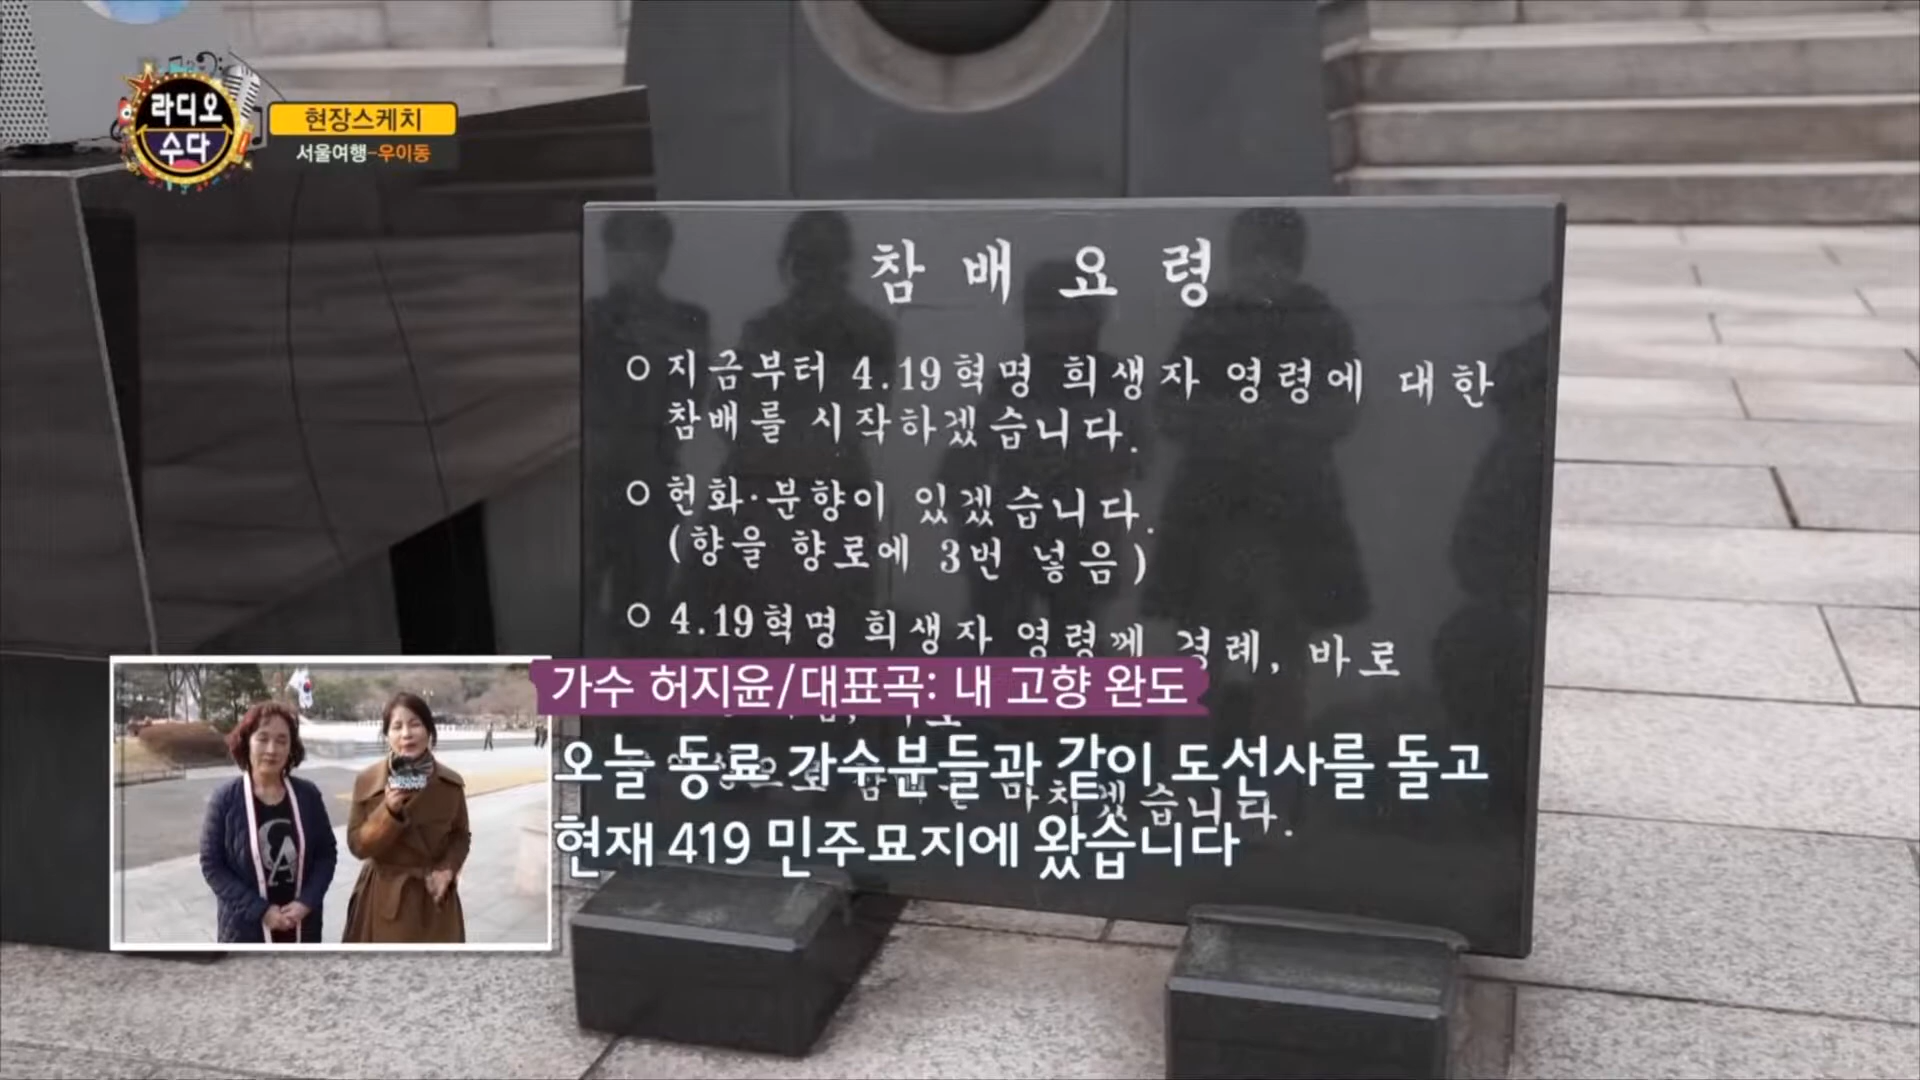 라디오
수다
현장스케치
서울여행-우이동
참배요령
○ 지금부터 4.19혁명 희생자 영령에 대한
참배를 시작하겠습니다.
○ 헌화·분향이 있겠습니다.
(향을 향로에 3번 넣음)
○ 4.19혁명 희생자 영령께 경례, 바로
가수 허지윤/대표곡: 내 고향 완도
오늘 동료 가수분들과 같이 도선사를 돌고
현재 419 민주묘지에 왔습니다